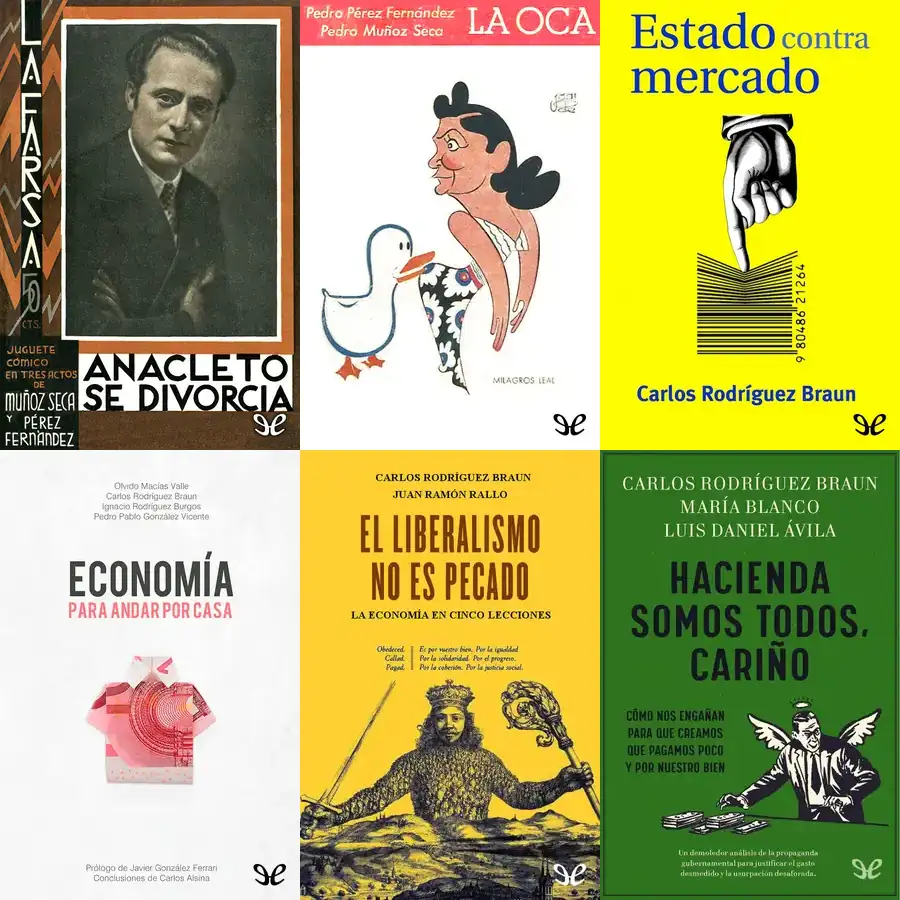 LA FARSA
50
CTS.
JUGUETE
CÓMICO
EN TRES ACTOS
DE
MUÑOZ SECA
Y PÉREZ
FERNÁNDEZ
ANACLETO
SE DIVORCIA
Pedro Pérez Fernández
Pedro Muñoz Seca
LA OCA
MILAGROS LEAL
Estado contra
mercado
9 780486 21264
Carlos Rodríguez Braun
Olvido Macías Valle
Carlos Rodríguez Braun
Ignacio Rodríguez Burgos
Pedro Pablo González Vicente
ECONOMÍA
PARA ANDAR POR CASA
Prólogo de Javier González Ferrari
Conclusiones de Carlos Alsina
CARLOS RODRÍGUEZ BRAUN
JUAN RAMÓN RALLO
EL LIBERALISMO
NO ES PECADO
LA ECONOMÍA EN CINCO LECCIONES
Obedeced. Es por vuestro bien. Por la igualdad
Callad. Por la solidaridad. Por el progreso.
Pagad. Por la cohesión. Por la justicia social.
CARLOS RODRÍGUEZ BRAUN
MARÍA BLANCO
LUIS DANIEL ÁVILA
HACIENDA
SOMOS TODOS,
CARIÑO
CÓMO NOS ENGAÑAN
PARA QUE CREAMOS
QUE PAGAMOS POCO
Y POR NUESTRO BIEN
Un demoledor análisis de la propaganda
gubernamental para justificar el gasto
desmedido y la usurpación desaforada.